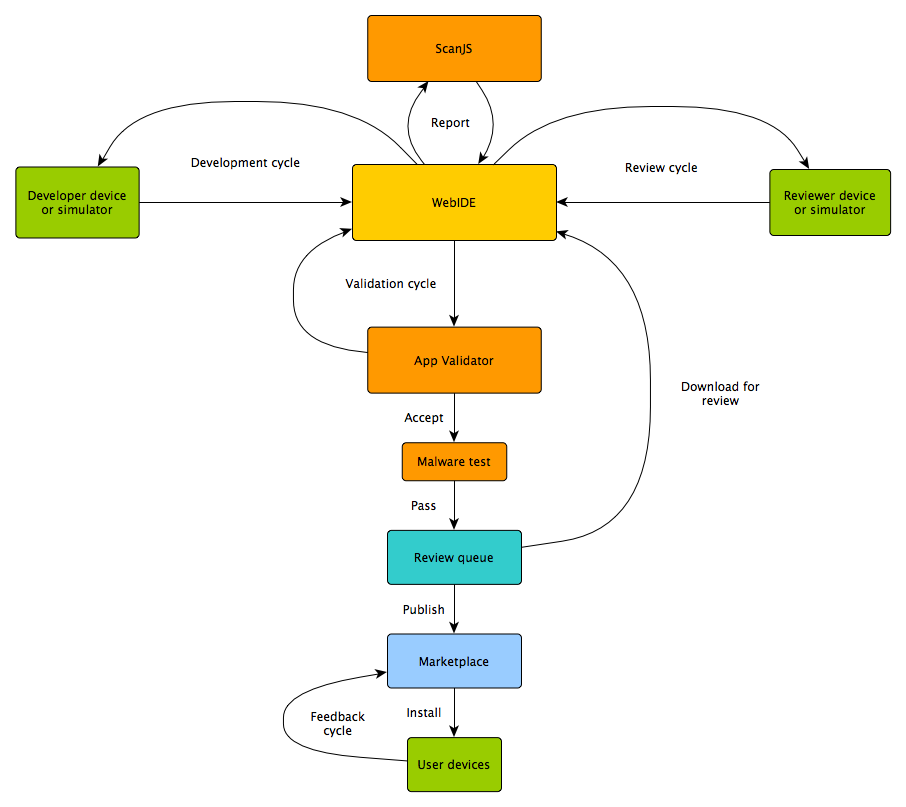 ScanJS
Report
Development cycle
Review cycle
Developer device
or simulator
WebIDE
Reviewer device
or simulator
Validation cycle
App Validator
Download for
review
Accept
Malware test
Pass
Review queue
Publish
Marketplace
Install
Feedback
cycle
User devices